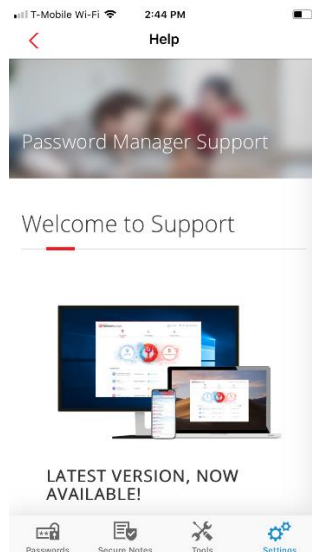 T-Mobile Wi-Fi 2:44 PM
Help
Password Manager Support
Welcome to Support
LATEST VERSION, NOW
AVAILABLE!
Passwords Secure Notes Tools Settings